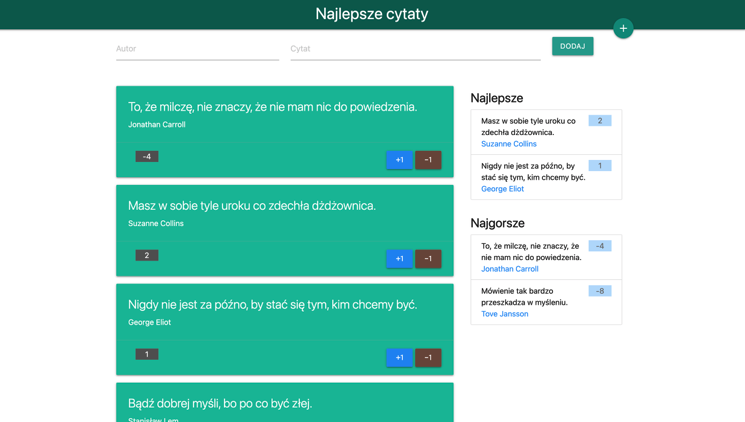 Najlepsze cytaty
+
Autor
Cytat
DODAJ
To, że milczę, nie znaczy, że nie mam nic do powiedzenia.
Jonathan Carroll
-4
+1
−1
Masz w sobie tyle uroku co zdechła dżdżownica.
Suzanne Collins
2
+1
−1
Nigdy nie jest za późno, by stać się tym, kim chcemy być.
George Eliot
1
+1
−1
Bądź dobrej myśli, bo po co być złej.
Stanisław Lem
Najlepsze
Masz w sobie tyle uroku co
zdechła dżdżownica.
2
Suzanne Collins
Nigdy nie jest za późno, by
stać się tym, kim chcemy być.
1
George Eliot
Najgorsze
To, że milczę, nie znaczy, że
nie mam nic do powiedzenia.
-4
Jonathan Carroll
Mówienie tak bardzo
przeszkadza w myśleniu.
-8
Tove Jansson